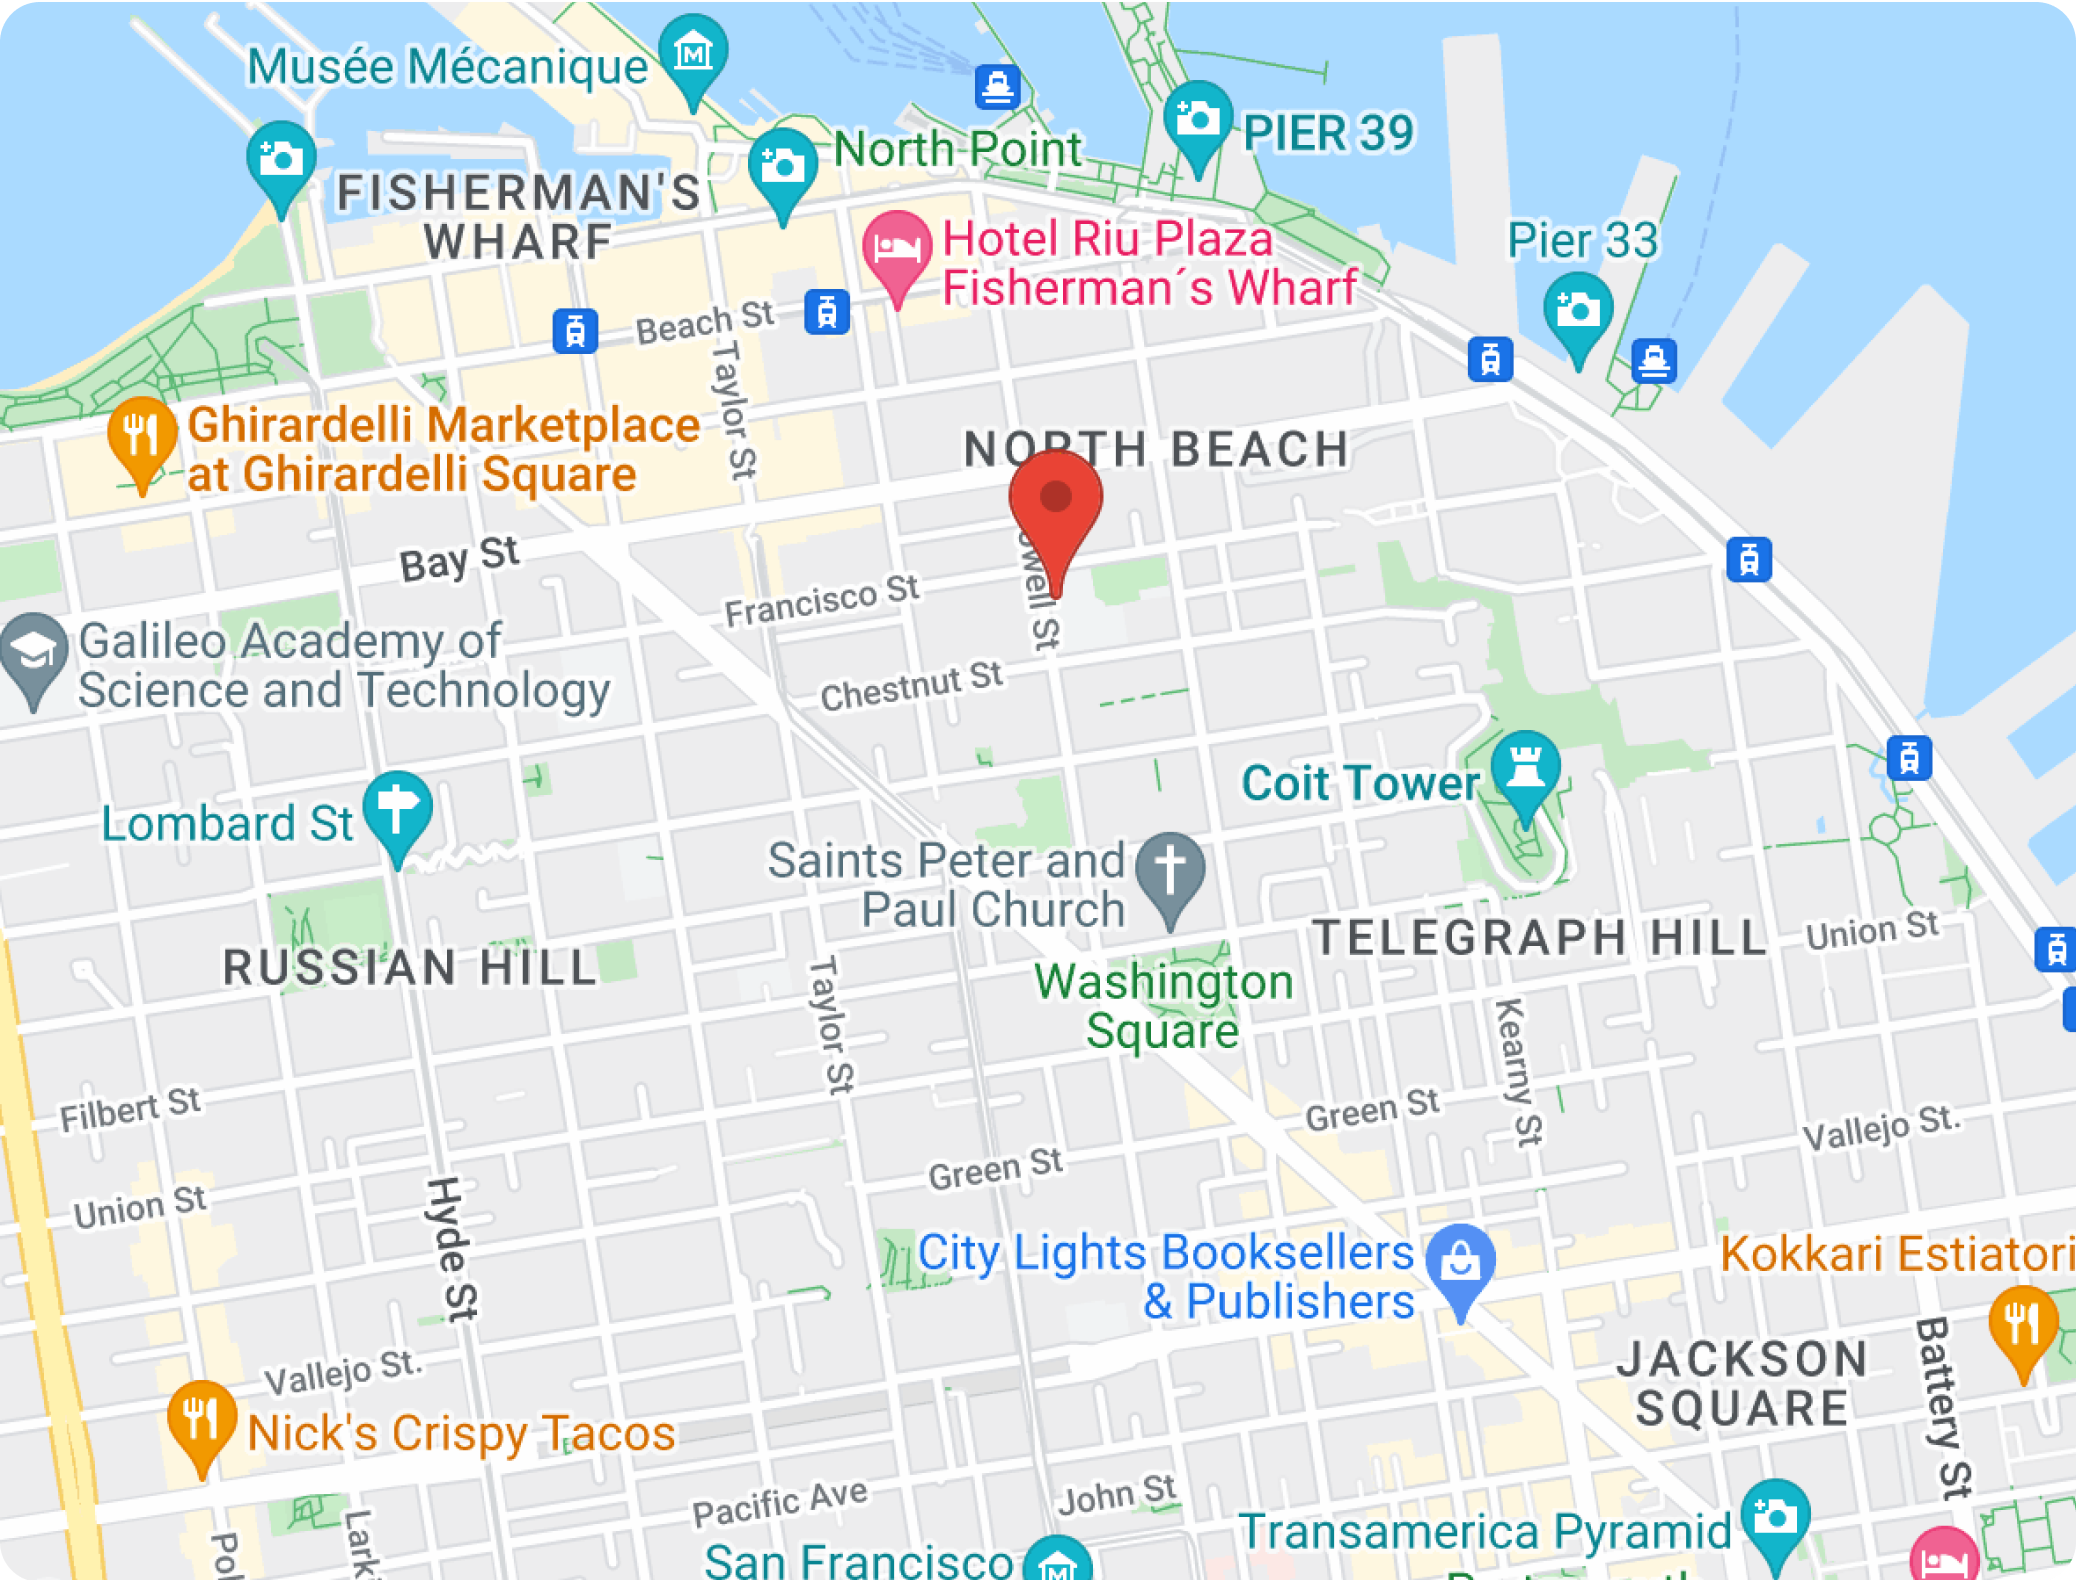 Musée Mécanique
North Point
PIER 39
FISHERMAN'S
WHARF
Hotel Riu Plaza
Fisherman´s Wharf
Pier 33
Beach St
Taylor St
Ghirardelli Marketplace
at Ghirardelli Square
NORTH BEACH
Bay St
Francisco St
Galileo Academy of
Science and Technology
Chestnut St
Coit Tower
Lombard St
Saints Peter and
Paul Church
TELEGRAPH HILL
Union St
RUSSIAN HILL
Washington
Square
Taylor St
Kearny St
Filbert St
Green St
Vallejo St.
Green St
Union St
Hyde St
City Lights Booksellers
& Publishers
Kokkari Estiatori
Vallejo St.
JACKSON
SQUARE
Battery St
Nick's Crispy Tacos
Pacific Ave
John St
Transamerica Pyramid
San Francisco